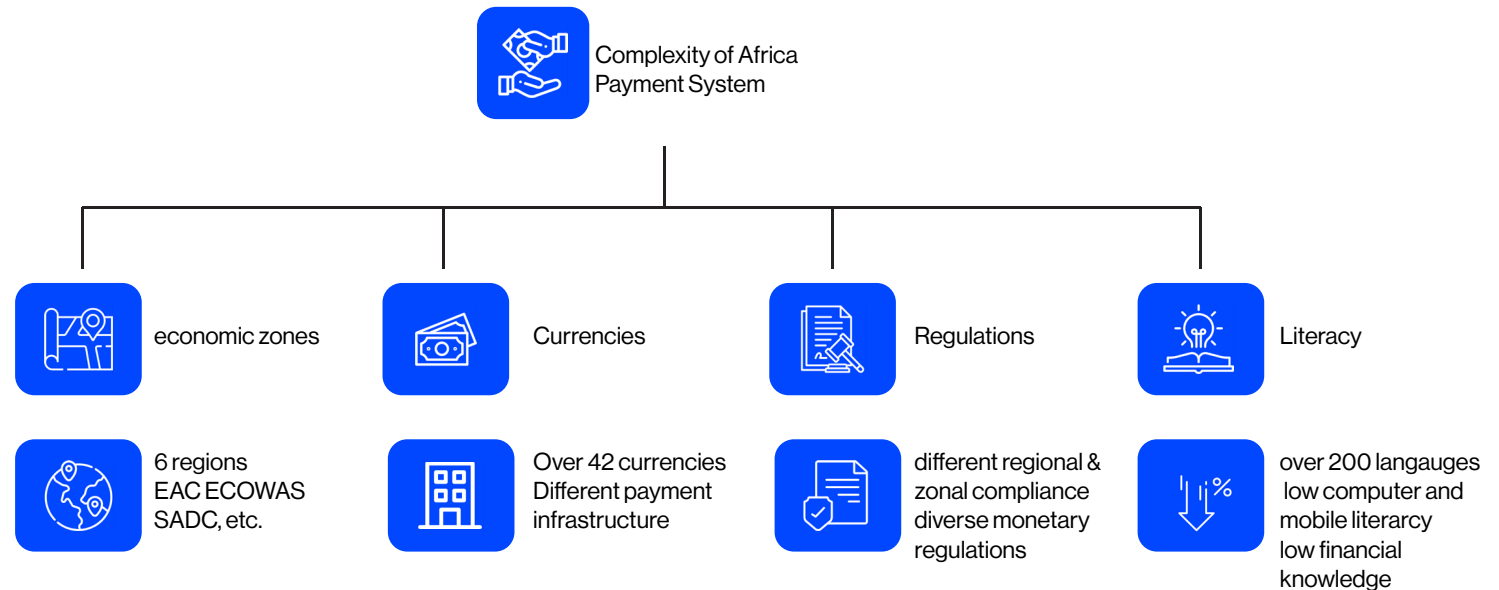 Complexity of Africa
Payment System
economic zones
Currencies
Regulations
Literacy
6 regions
EAC ECOWAS
SADC, etc.
Over 42 currencies
Different payment
infrastructure
different regional &
zonal compliance
diverse monetary
regulations
%
over 200 langauges
low computer and
mobile literarcy
low financial
knowledge